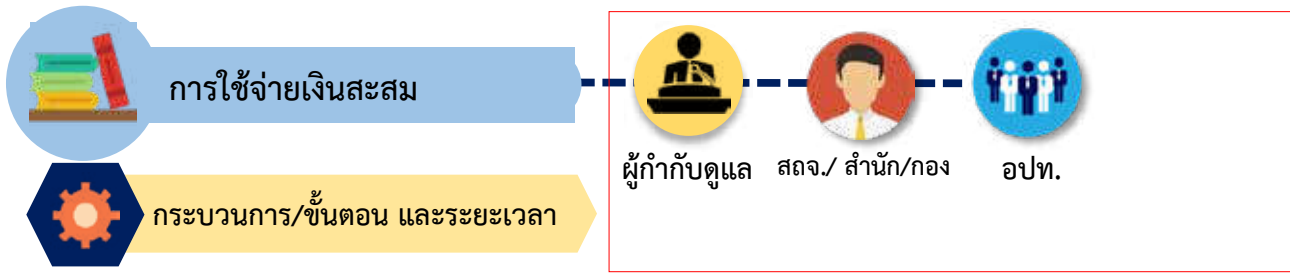 การใช้จ่ายเงินสะสม
ผู้กำกับดูแล
สถจ./ สำนัก/กอง
อปท.
กระบวนการ/ขั้นตอน และระยะเวลา